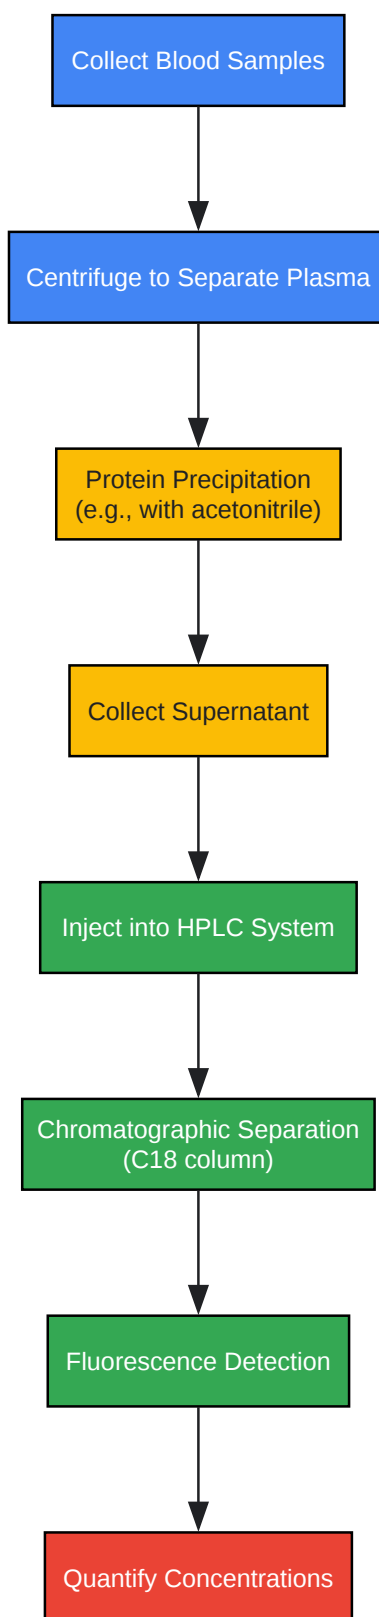 Collect Blood Samples
Centrifuge to Separate Plasma
Protein Precipitation
(e.g., with acetonitrile)
Collect Supernatant
Inject into HPLC System
Chromatographic Separation
(C18 column)
Fluorescence Detection
Quantify Concentrations